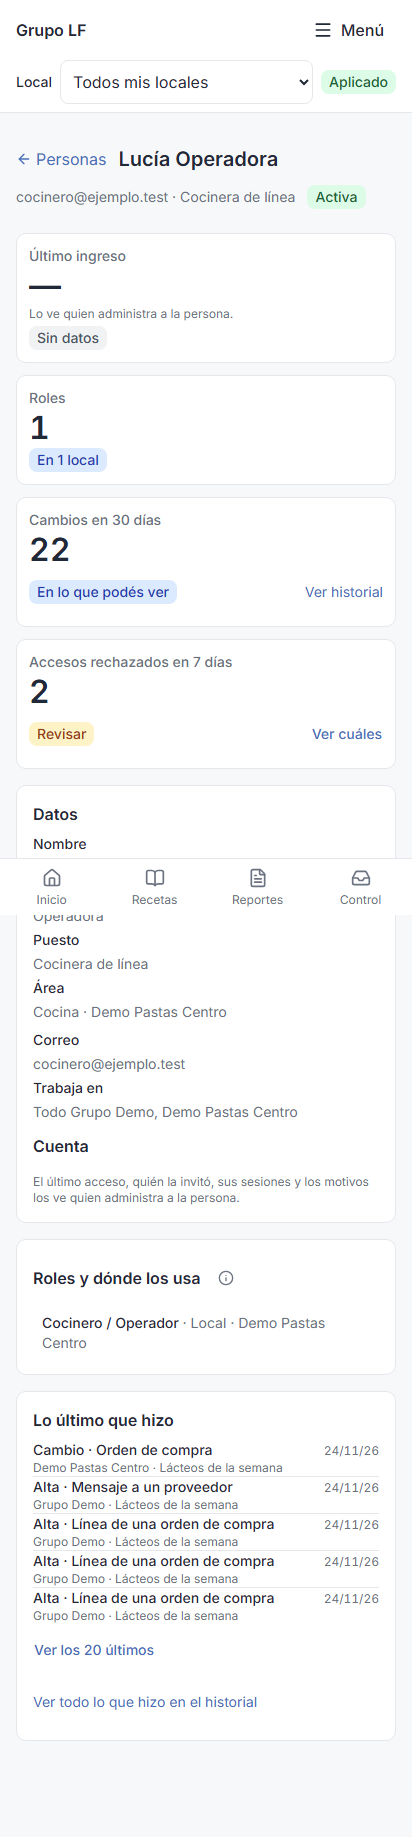 Grupo LF
Menú
Local
Todos mis locales
Aplicado
Personas
Lucía Operadora
cocinero@ejemplo.test · Cocinera de línea
Activa
Último ingreso
—
Lo ve quien administra a la persona.
Sin datos
Roles
1
En 1 local
Cambios en 30 días
22
En lo que podés ver
Ver historial
Accesos rechazados en 7 días
2
Revisar
Ver cuáles
Datos
Nombre
Inicio
Recetas
Reportes
Control
Operadora
Puesto
Cocinera de línea
Área
Cocina · Demo Pastas Centro
Correo
cocinero@ejemplo.test
Trabaja en
Todo Grupo Demo, Demo Pastas Centro
Cuenta
El último acceso, quién la invitó, sus sesiones y los motivos
los ve quien administra a la persona.
Roles y dónde los usa
Cocinero / Operador · Local · Demo Pastas
Centro
Lo último que hizo
Cambio · Orden de compra
24/11/26
Demo Pastas Centro · Lácteos de la semana
Alta · Mensaje a un proveedor
24/11/26
Grupo Demo · Lácteos de la semana
Alta · Línea de una orden de compra
24/11/26
Grupo Demo · Lácteos de la semana
Alta · Línea de una orden de compra
24/11/26
Grupo Demo · Lácteos de la semana
Alta · Línea de una orden de compra
24/11/26
Grupo Demo · Lácteos de la semana
Ver los 20 últimos
Ver todo lo que hizo en el historial